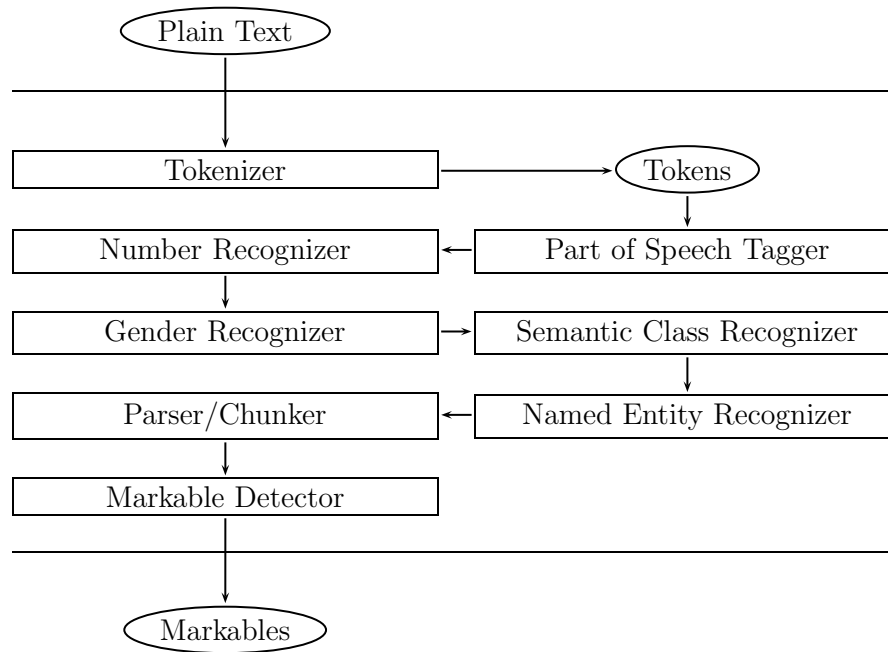 Plain Text
Tokenizer
Tokens
Number Recognizer
Part of Speech Tagger
Gender Recognizer
Semantic Class Recognizer
Parser/Chunker
Named Entity Recognizer
Markable Detector
Markables